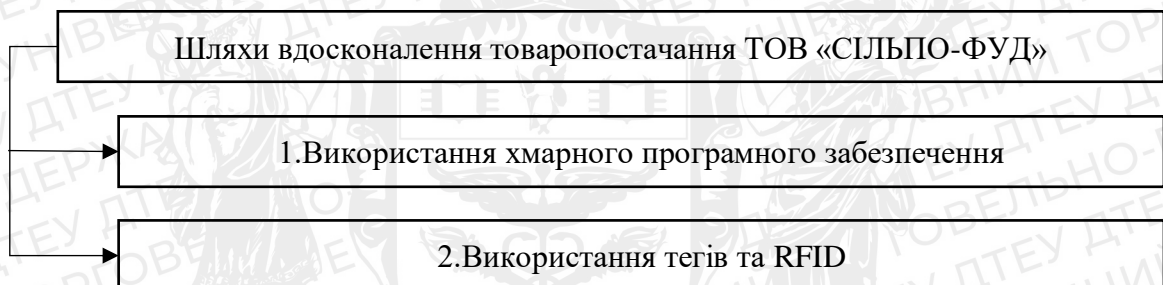 Шляхи вдосконалення товаропостачання ТОВ «СІЛЬПО-ФУД»
1.Використання хмарного програмного забезпечення
2.Використання тегів та RFID